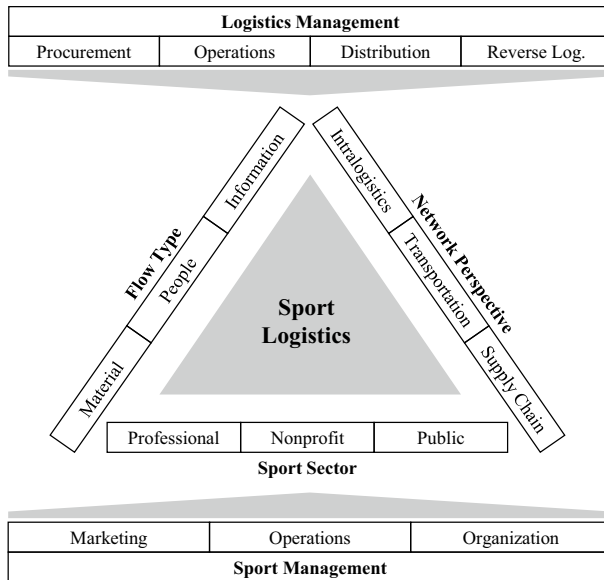 Logistics Management
Procurement
Operations
Distribution
Reverse Log.
Flow Type
Information
People
Material
Network Perspective
Intralogistics
Transportation
Supply Chain
Sport
Logistics
Professional
Nonprofit
Public
Sport Sector
Marketing
Operations
Organization
Sport Management